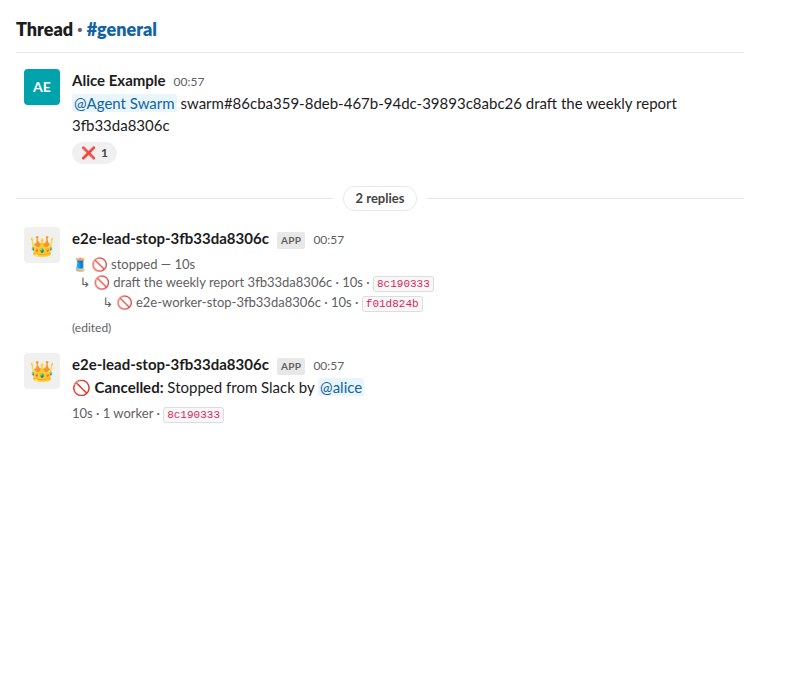 Thread • #general
AE
Alice Example 00:57
@Agent Swarm swarm#86cba359-8deb-467b-94dc-39893c8abc26 draft the weekly report
3fb33da8306c
❌ 1
2 replies
e2e-lead-stop-3fb33da8306c APP 00:57
🧵 🚫 stopped — 10s
↳ 🚫 draft the weekly report 3fb33da8306c · 10s · 8c190333
↳ 🚫 e2e-worker-stop-3fb33da8306c · 10s · f01d824b
(edited)
e2e-lead-stop-3fb33da8306c APP 00:57
🚫 Cancelled: Stopped from Slack by @alice
10s · 1 worker · 8c190333